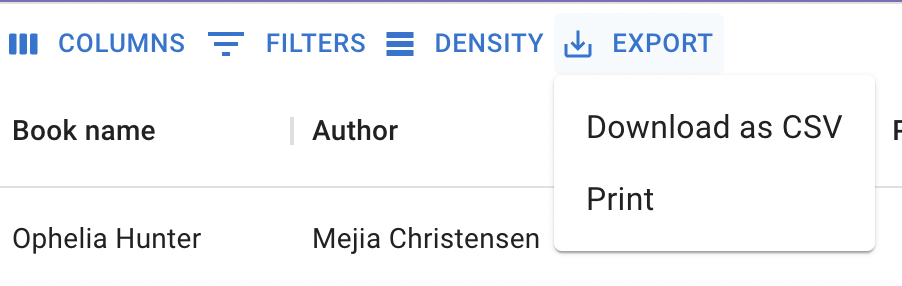 COLUMNS FILTERS DENSITY EXPORT
Book name Author
Download as CSV
Print
Ophelia Hunter Mejia Christensen